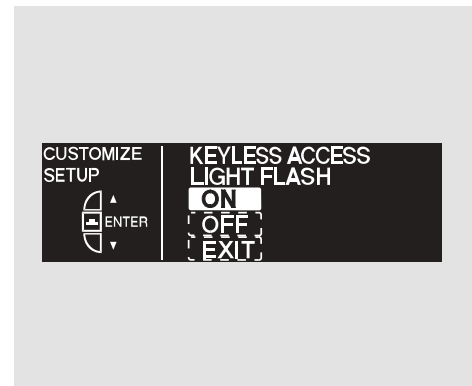 CUSTOMIZE
SETUP
ENTER
KEYLESS ACCESS
LIGHT FLASH
ON
OFF
EXIT